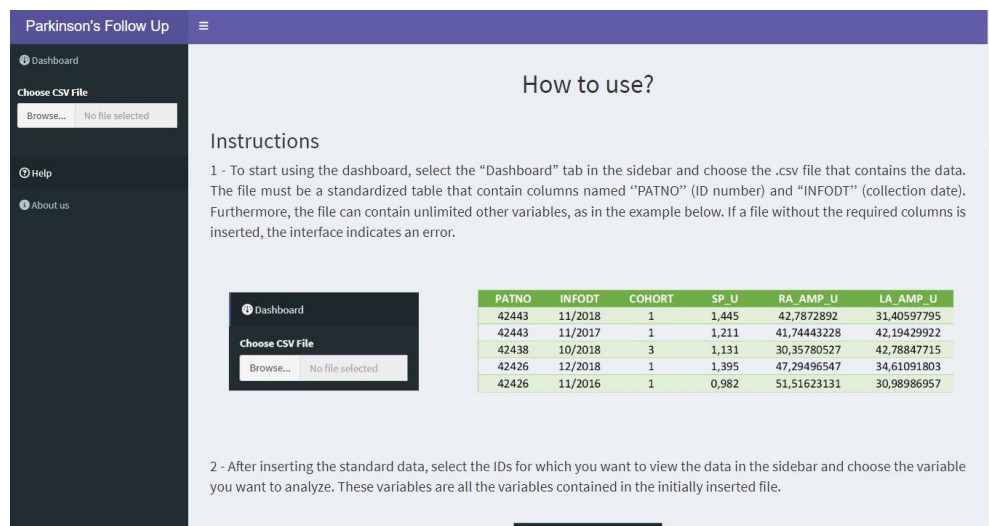 Parkinson's Follow Up
Dashboard
Choose CSV File
Browse... No file selected
Help
About us
How to use?
Instructions
1 - To start using the dashboard, select the “Dashboard” tab in the sidebar and choose the .csv file that contains the data.
The file must be a standardized table that contain columns named ‘’PATNO’’ (ID number) and “INFODT’’ (collection date).
Furthermore, the file can contain unlimited other variables, as in the example below. If a file without the required columns is
inserted, the interface indicates an error.
Dashboard
Choose CSV File
Browse... No file selected
PATNO INFODT COHORT SP_U RA_AMP_U LA_AMP_U
42443 11/2018 1 1,445 42,7872892 31,40597795
42443 11/2017 1 1,211 41,74443228 42,19429922
42438 10/2018 3 1,131 30,35780527 42,78847715
42426 12/2018 1 1,395 47,29496547 34,61091803
42426 11/2016 1 0,982 51,51623131 30,98986957
2 - After inserting the standard data, select the IDs for which you want to view the data in the sidebar and choose the variable
you want to analyze. These variables are all the variables contained in the initially inserted file.